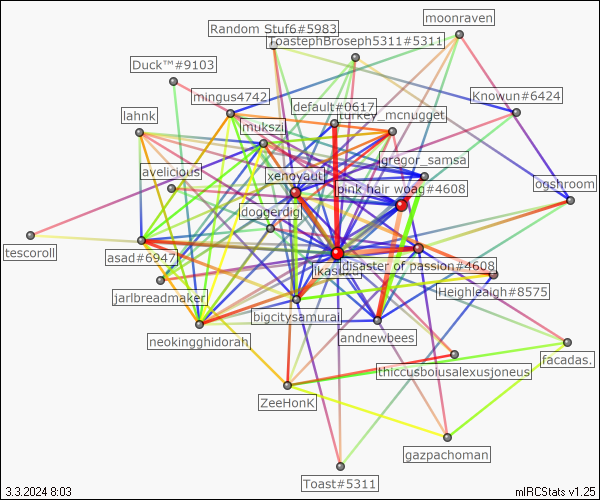 moonraven
Random Stuf6#5983
ToastephBroseph5311#5311
Duck™#9103
mingus4742
Knowun#6424
default#0617
turkey_mcnugget
lahnk
mukszi
gregor_samsa
avelicious
xenoyaut
pink hair woag#4608
ogshroom
doggerdig
tescoroll
asad#6947
disaster of passion#4608
jarlbreadmaker
Heighleaigh#8575
bigcitysamurai
neokingghidorah
andnewbees
facadas.
thiccusboiusalexusjoneus
ZeeHonK
gazpachoman
Toast#5311
3.3.2024 8:03
mIRCStats v1.25